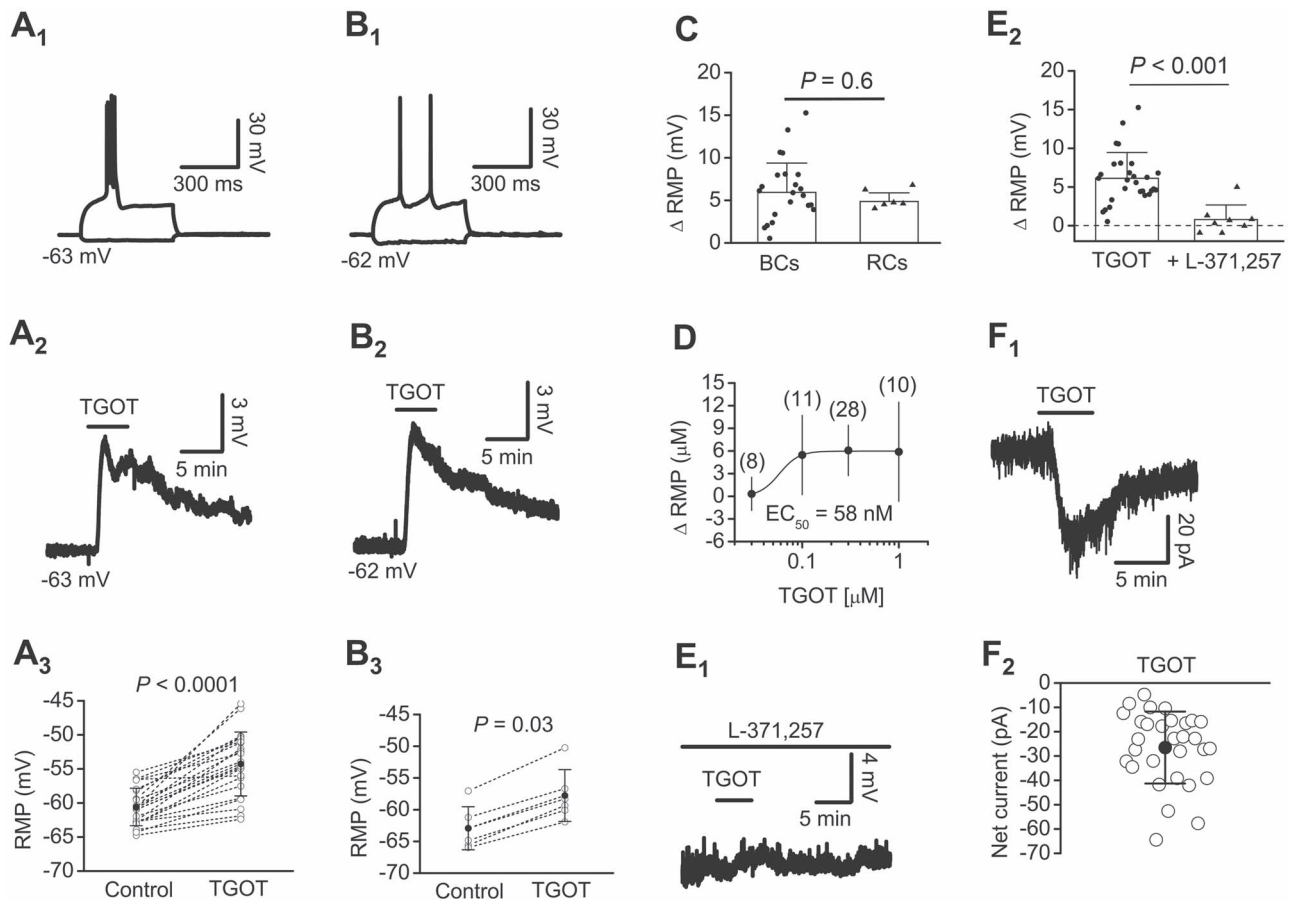 A1
30 mV
300 ms
-63 mV
B1
30 mV
300 ms
-62 mV
C
P = 0.6
20
15
10
5
0
Δ RMP (mV)
BCs
RCs
E2
P < 0.001
20
15
10
5
0
Δ RMP (mV)
TGOT
+ L-371,257
A2
TGOT
3 mV
5 min
-63 mV
B2
TGOT
3 mV
5 min
-62 mV
D
15
12
9
6
3
0
-3
-6
Δ RMP (μM)
(8)
(11)
(28)
(10)
EC50 = 58 nM
0.1
1
TGOT [μM]
F1
TGOT
20 pA
5 min
A3
P < 0.0001
-45
-50
-55
-60
-65
-70
RMP (mV)
Control
TGOT
B3
P = 0.03
-50
-55
-60
-65
-70
RMP (mV)
Control
TGOT
E1
L-371,257
TGOT
4 mV
5 min
F2
TGOT
0
-10
-20
-30
-40
-50
-60
-70
Net current (pA)